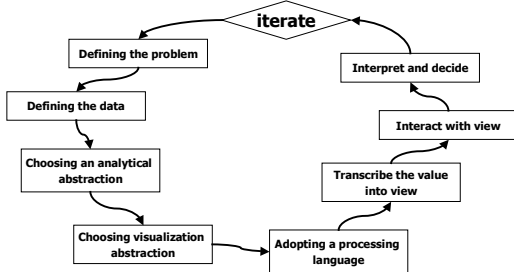 iterate
Defining the problem
Defining the data
Choosing an analytical
abstraction
Choosing visualization
abstraction
Adopting a processing
language
Transcribe the value
into view
Interact with view
Interpret and decide